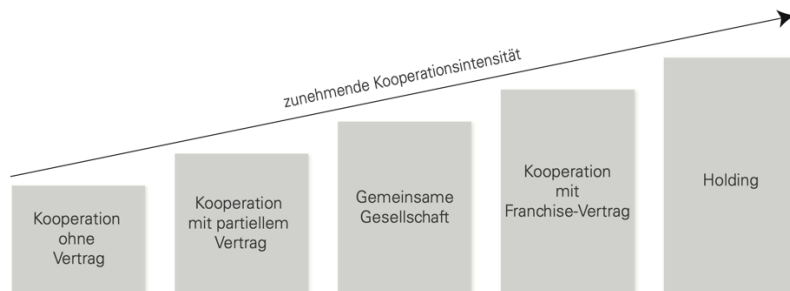 zunehmende Kooperationsintensität
Kooperation
ohne
Vertrag
Kooperation
mit partiellem
Vertrag
Gemeinsame
Gesellschaft
Kooperation
mit
Franchise-Vertrag
Holding